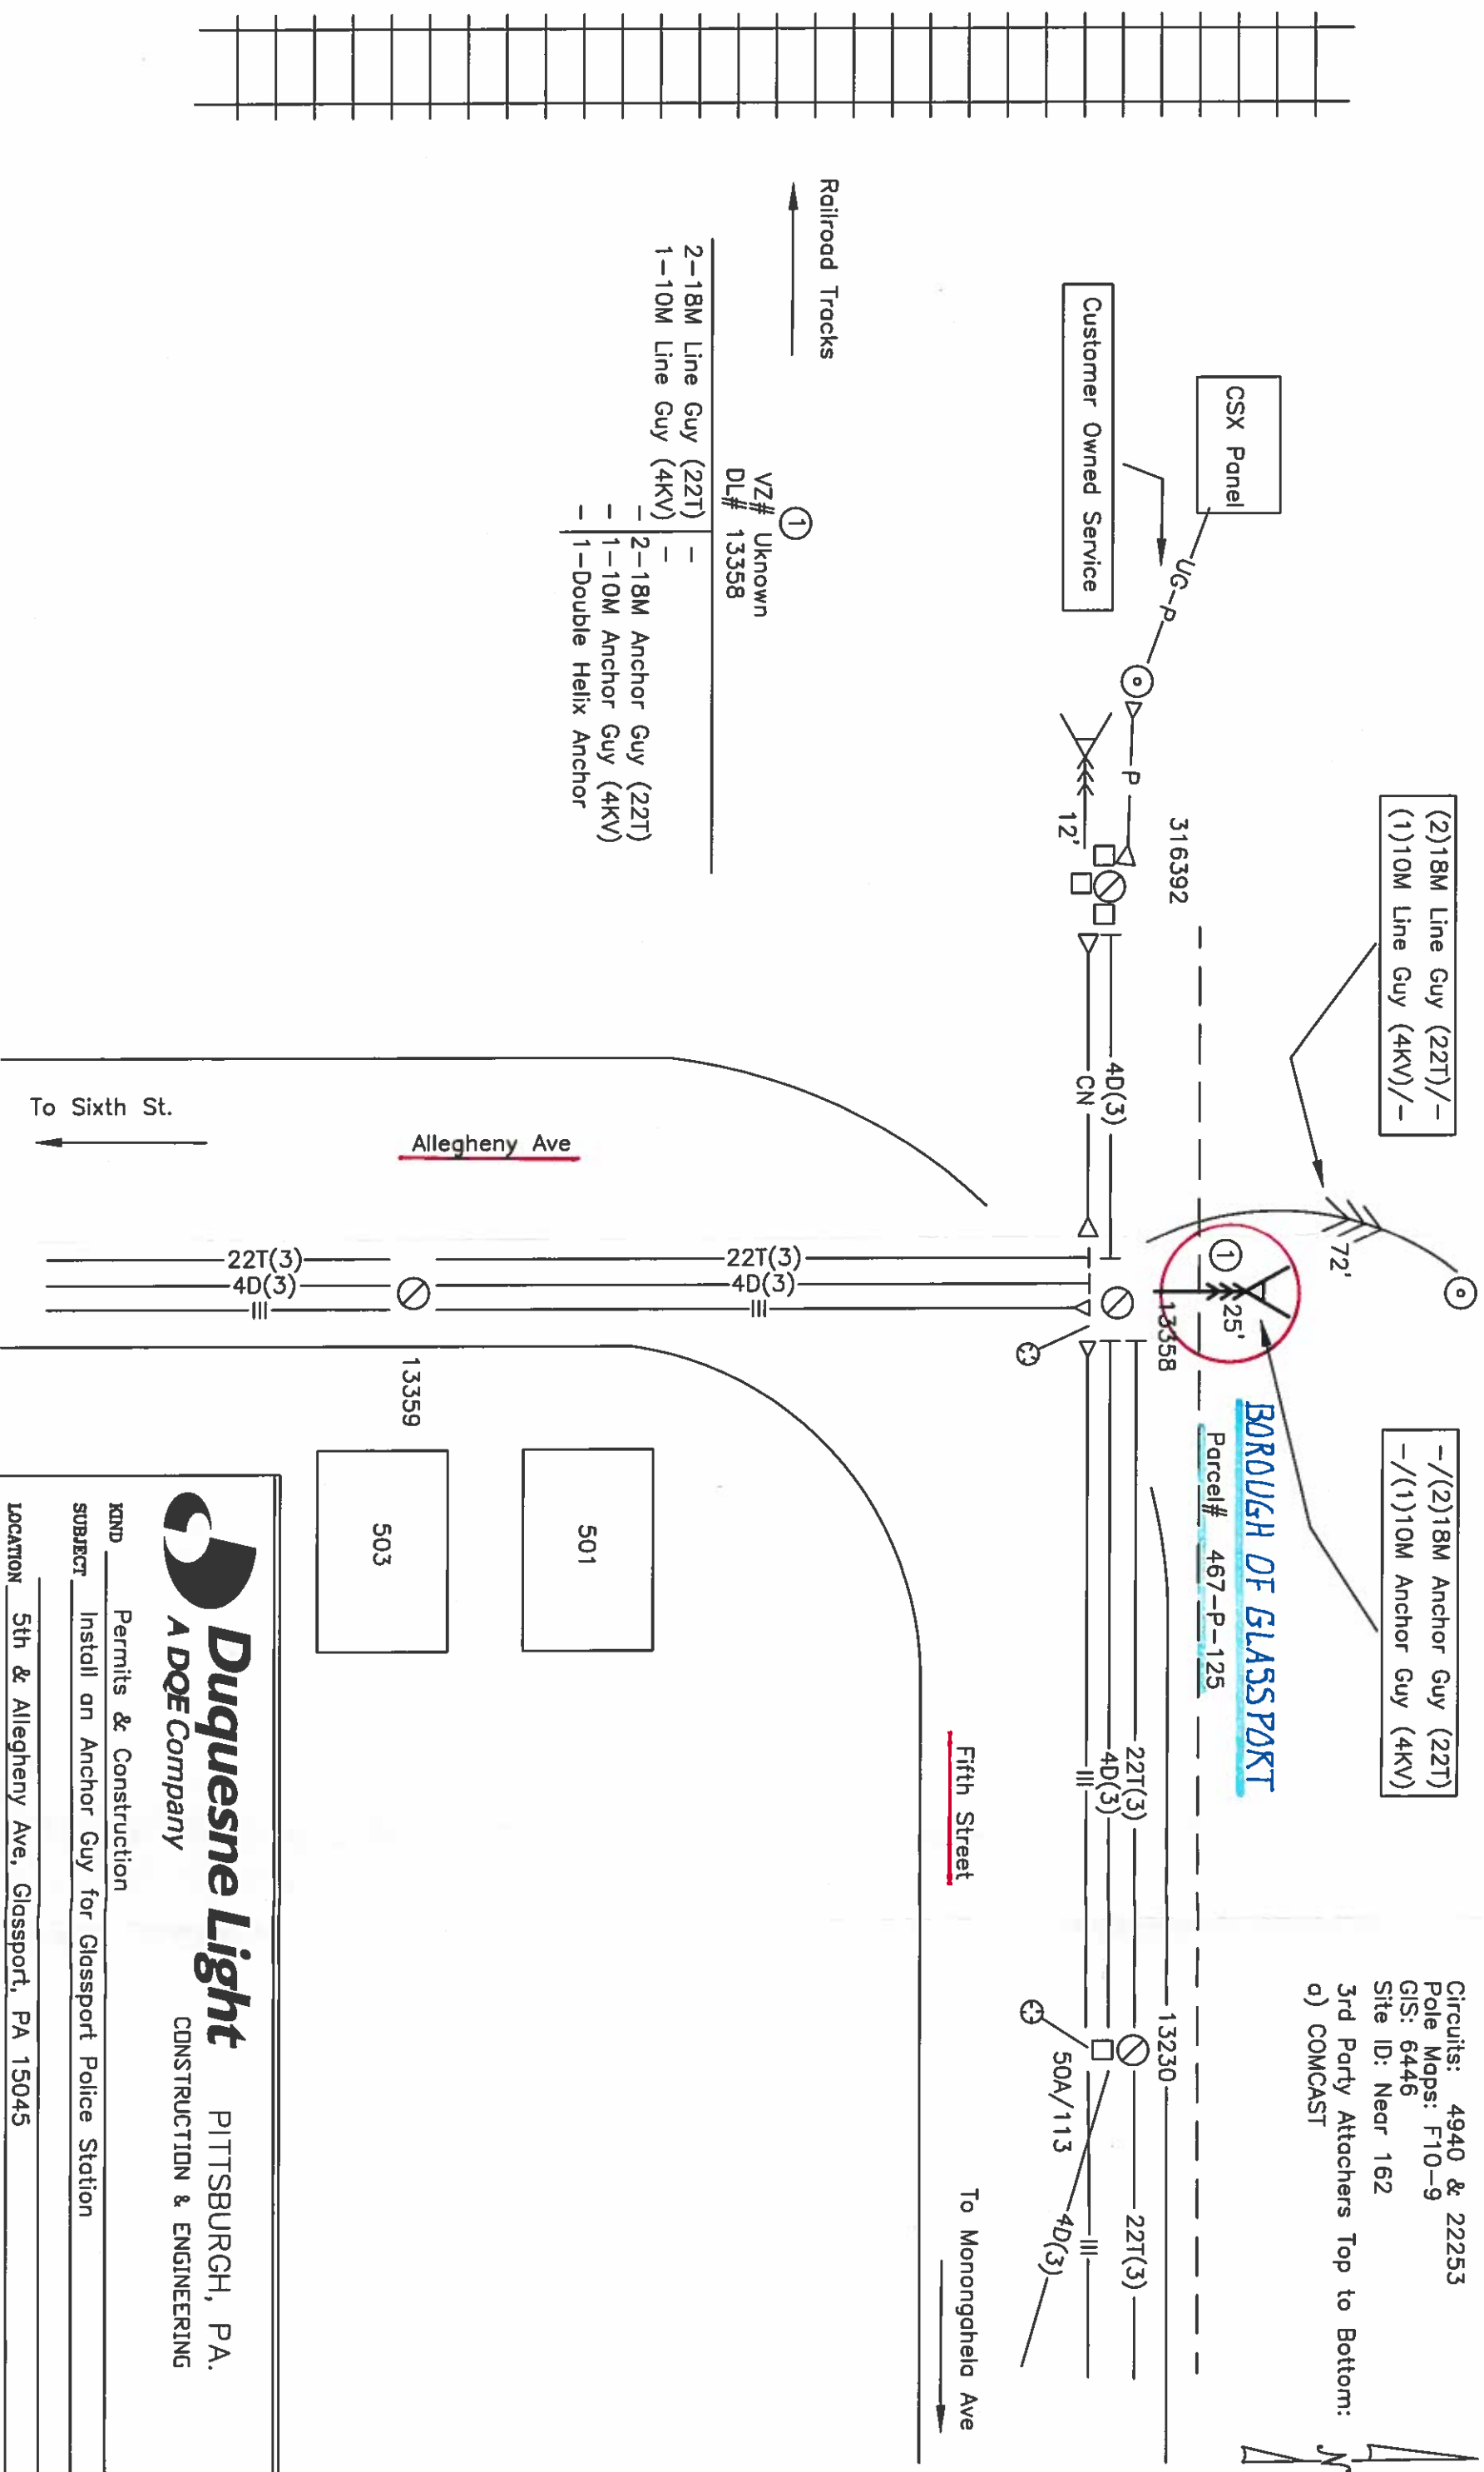 (2)18M Line Guy (22T)/-
(1)10M Line Guy (4KV)/-
-/(2)18M Anchor Guy (22T)
-/(1)10M Anchor Guy (4KV)
Circuits: 4940 & 22253
Pole Maps: F10-9
GIS: 6446
Site ID: Near 162
3rd Party Attachers Top to Bottom:
a) COMCAST
N
72'
1
25'
13358
BOROUGH OF GLASSPORT
Parcel# 467-P-125
CSX Panel
UG-P
P
Customer Owned Service
316392
12'
4D(3)
CN
22T(3)
4D(3)
III
13230
50A/113
22T(3)
III
4D(3)
Fifth Street
To Monongahela Ave
Railroad Tracks
1
VZ# Uknown
DL# 13358
2-18M Line Guy (22T) -
1-10M Line Guy (4KV) -
- 2-18M Anchor Guy (22T)
- 1-10M Anchor Guy (4KV)
- 1-Double Helix Anchor
22T(3)
4D(3)
III
22T(3)
4D(3)
III
Allegheny Ave
To Sixth St.
13359
501
503
Duquesne Light PITTSBURGH, PA.
A DQE Company CONSTRUCTION & ENGINEERING
KIND Permits & Construction
SUBJECT Install an Anchor Guy for Glassport Police Station
LOCATION 5th & Allegheny Ave, Glassport, PA 15045